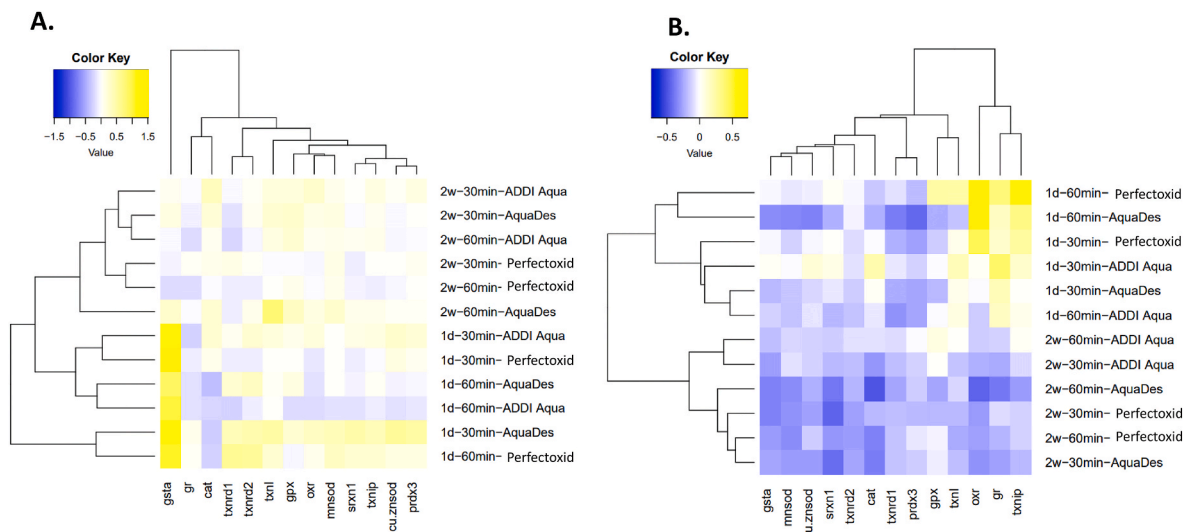 A.
Color Key
−1.5 −0.5 0.5 1.5
Value
2w−30min−ADDI Aqua
2w−30min−AquaDes
2w−60min−ADDI Aqua
2w−30min− Perfectoxid
2w−60min− Perfectoxid
2w−60min−AquaDes
1d−30min−ADDI Aqua
1d−30min− Perfectoxid
1d−60min−AquaDes
1d−60min−ADDI Aqua
1d−30min−AquaDes
1d−60min− Perfectoxid
gsta
gr
cat
txnrd1
txnrd2
txnl
gpx
oxr
mnsod
srxn1
txnip
cu.znsod
prdx3
B.
Color Key
−0.5 0 0.5
Value
1d−60min− Perfectoxid
1d−60min−AquaDes
1d−30min− Perfectoxid
1d−30min−ADDI Aqua
1d−30min−AquaDes
1d−60min−ADDI Aqua
2w−60min−ADDI Aqua
2w−30min−ADDI Aqua
2w−60min−AquaDes
2w−30min− Perfectoxid
2w−60min− Perfectoxid
2w−30min−AquaDes
gsta
mnsod
cu.znsod
srxn1
txnrd2
cat
txnrd1
prdx3
gpx
txnl
oxr
gr
txnip